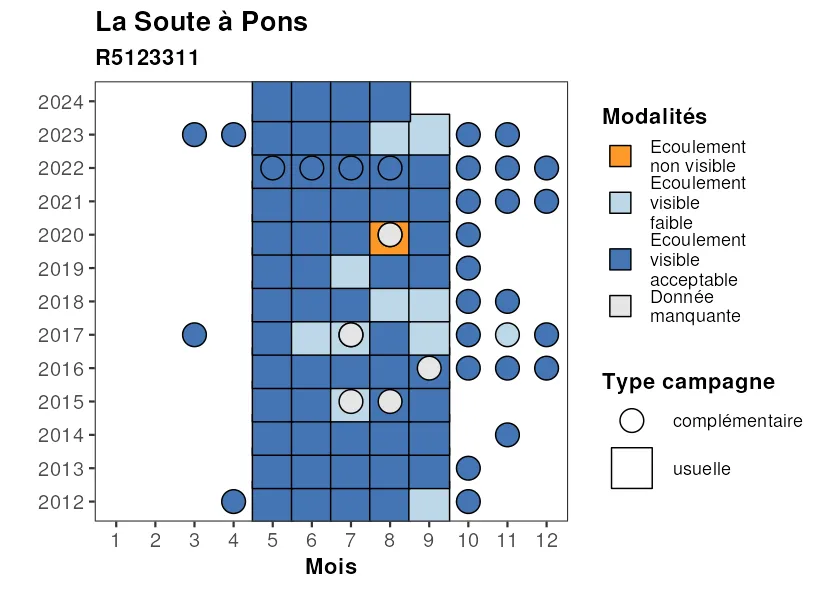 La Soute à Pons
R5123311
2024
2023
2022
2021
2020
2019
2018
2017
2016
2015
2014
2013
2012
1 2 3 4 5 6 7 8 9 10 11 12
Mois
Modalités
Ecoulement
non visible
Ecoulement
visible
faible
Ecoulement
visible
acceptable
Donnée
manquante
Type campagne
complémentaire
usuelle